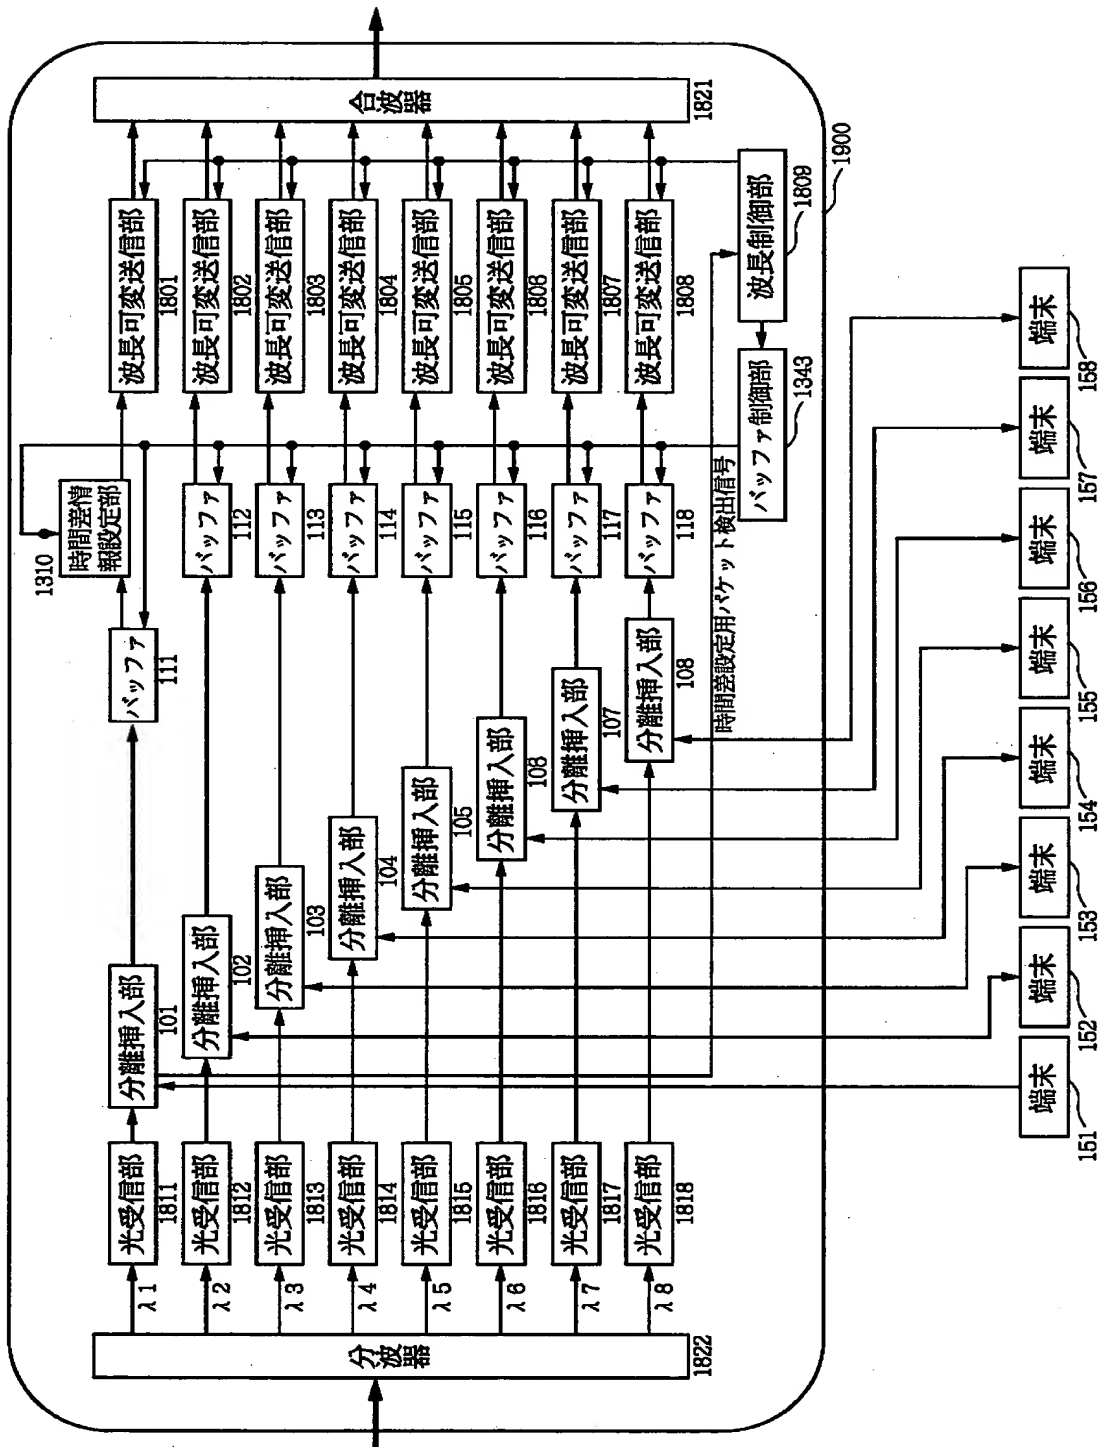 1310
時間差情
報設定部
光受信部
分離挿入部
バッファ
波長可変送信部
λ1
1811
101
111
1801
光受信部
分離挿入部
バッファ
波長可変送信部
λ2
1812
102
112
1802
光受信部
分離挿入部
バッファ
波長可変送信部
λ3
1813
103
113
1803
分波器
光受信部
分離挿入部
バッファ
波長可変送信部
合波器
λ4
1814
104
114
1804
光受信部
分離挿入部
バッファ
波長可変送信部
λ5
1815
105
115
1805
光受信部
分離挿入部
バッファ
波長可変送信部
λ6
1816
106
116
1806
光受信部
分離挿入部
バッファ
波長可変送信部
λ7
1817
107
117
1807
光受信部
分離挿入部
バッファ
波長可変送信部
λ8
1818
108
118
1808
1822
1821
時間差設定用パケット検出信号
バッファ制御部
波長制御部
1343
1809
1900
端末
端末
端末
端末
端末
端末
端末
端末
151
152
153
154
155
156
157
158